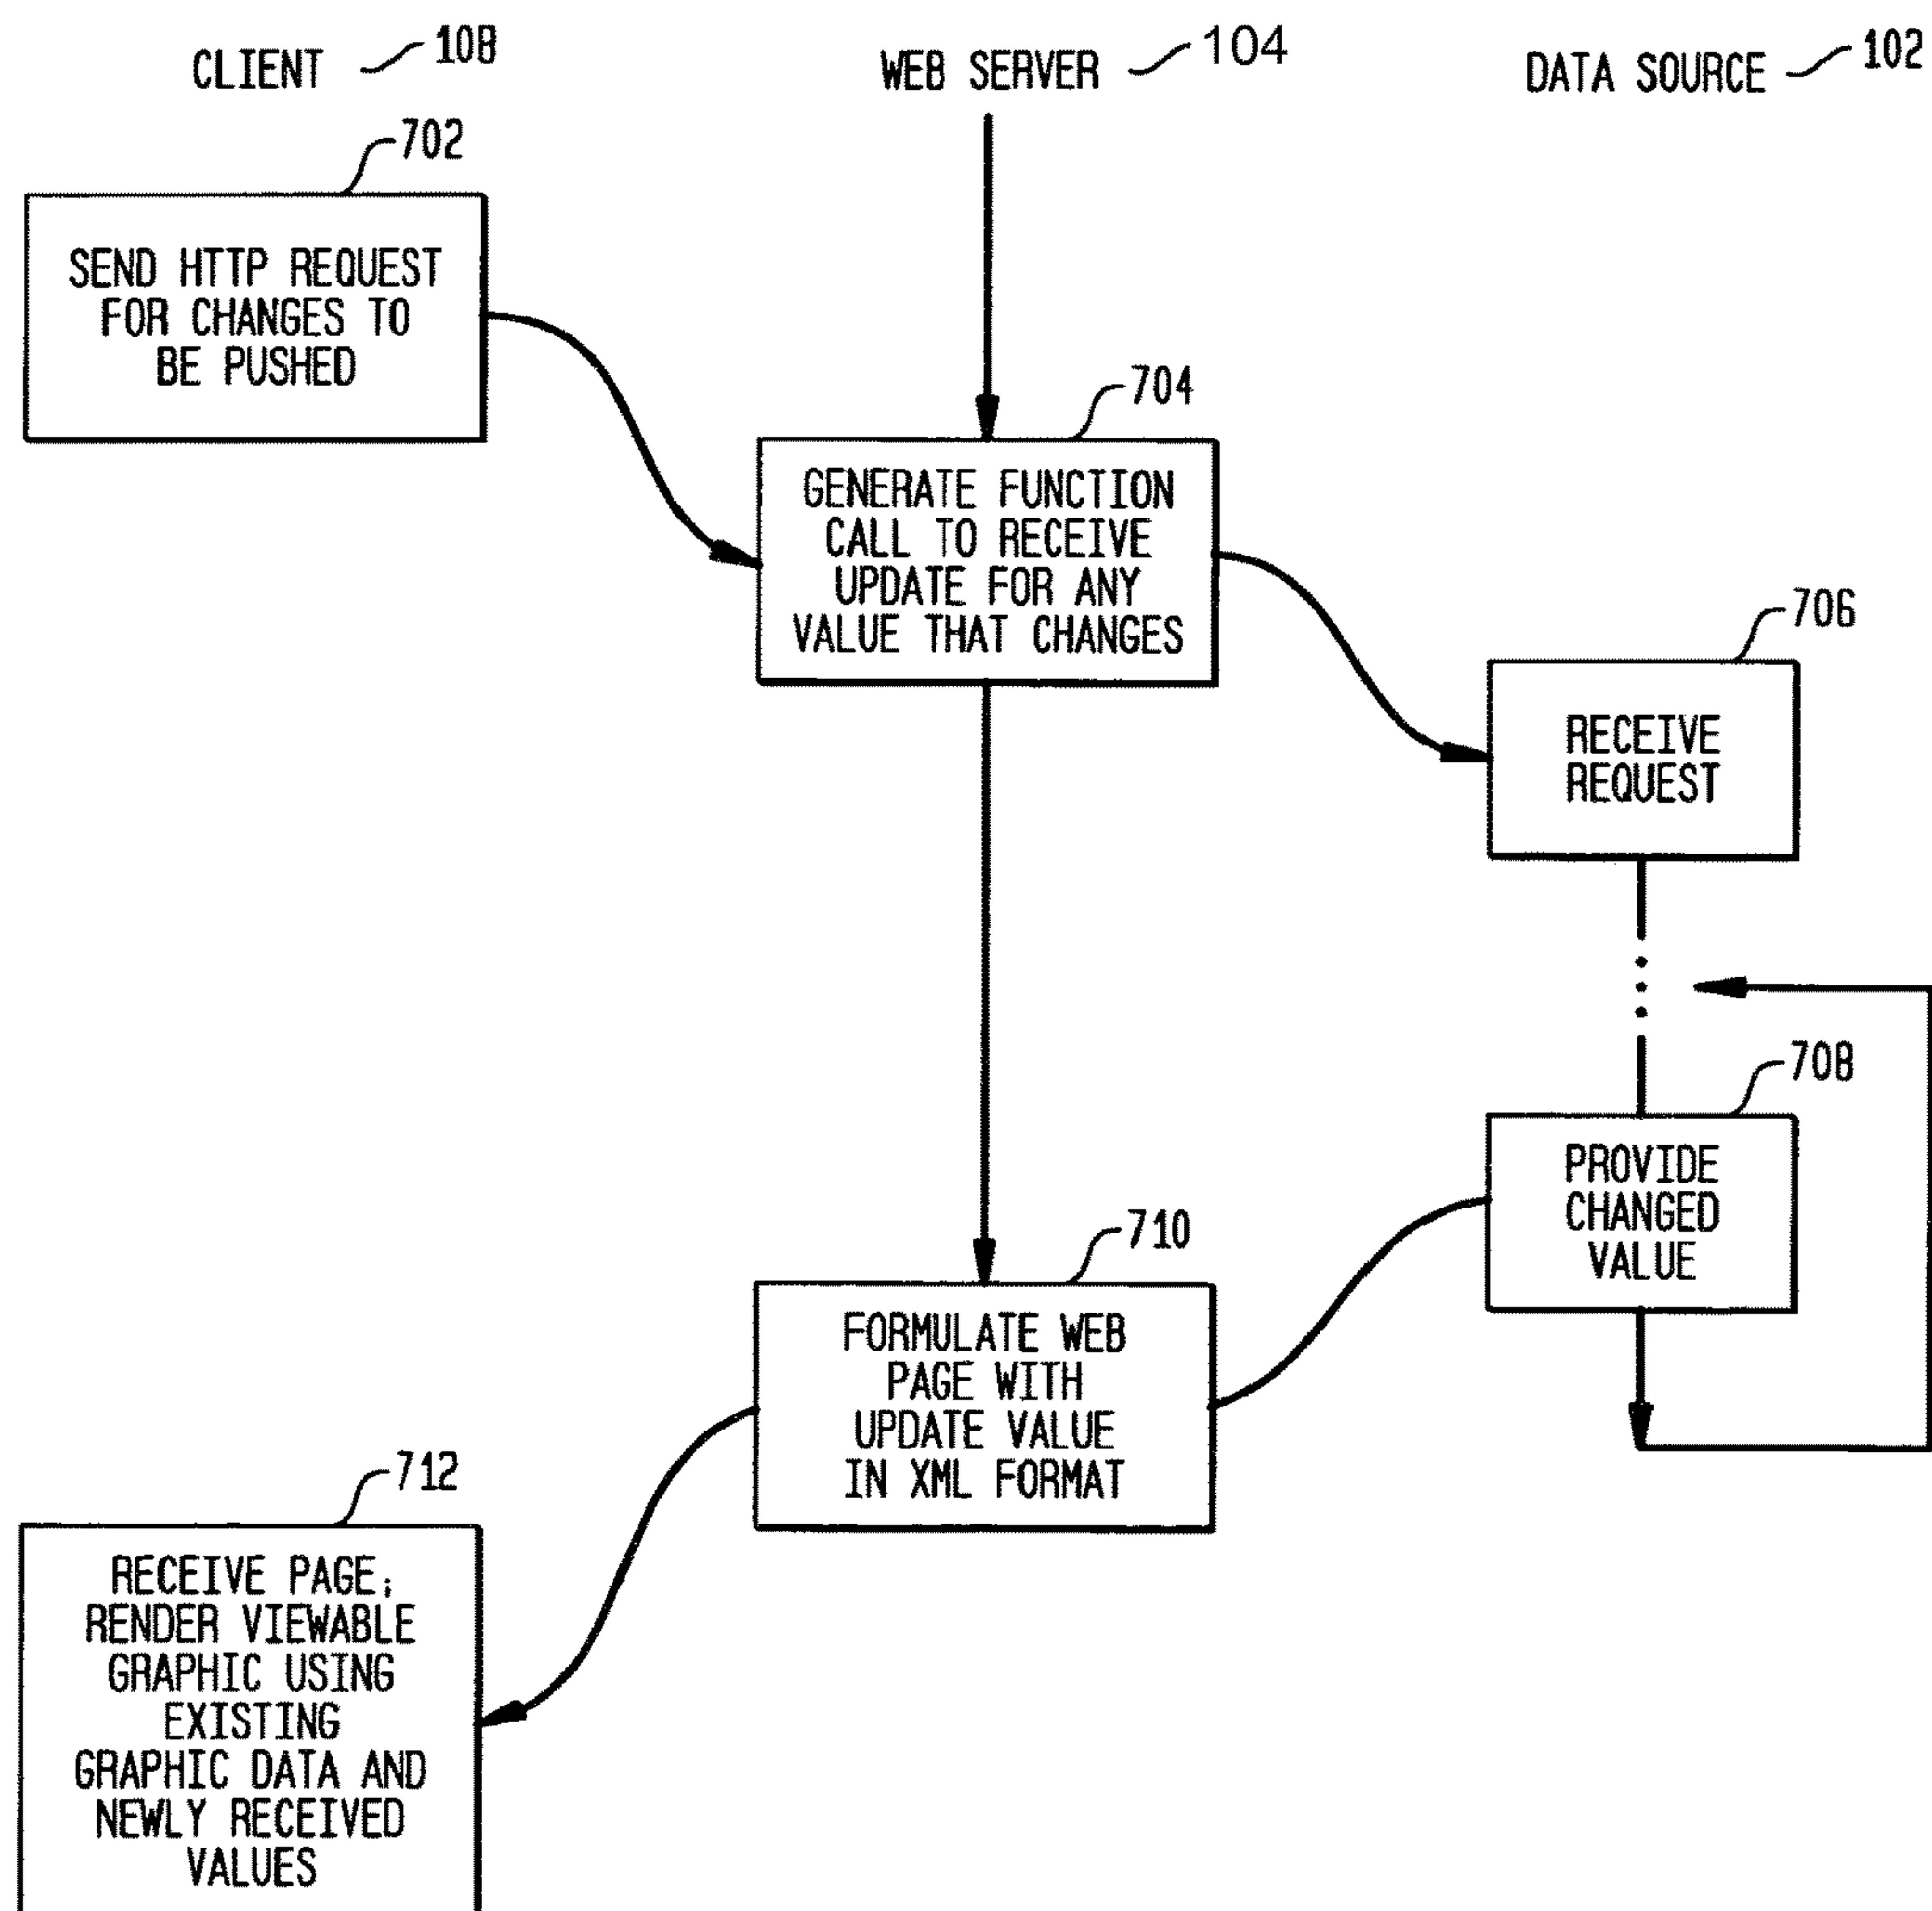 CLIENT 108
WEB SERVER 104
DATA SOURCE 102
702
SEND HTTP REQUEST
FOR CHANGES TO
BE PUSHED
704
GENERATE FUNCTION
CALL TO RECEIVE
UPDATE FOR ANY
VALUE THAT CHANGES
706
RECEIVE
REQUEST
708
PROVIDE
CHANGED
VALUE
710
FORMULATE WEB
PAGE WITH
UPDATE VALUE
IN XML FORMAT
712
RECEIVE PAGE;
RENDER VIEWABLE
GRAPHIC USING
EXISTING
GRAPHIC DATA AND
NEWLY RECEIVED
VALUES